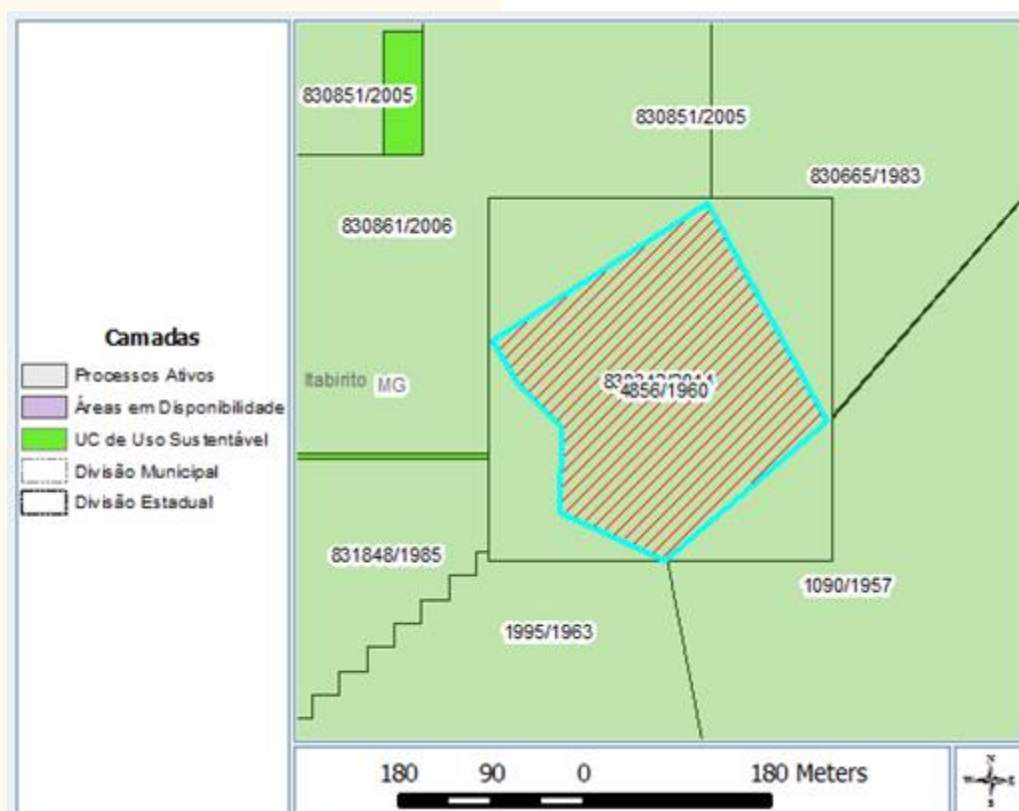 830851/2005
830851/2005
830665/1983
830861/2006
Camadas
Processos Ativos
Áreas em Disponibilidade
UC de Uso Sustentável
Divisão Municipal
Divisão Estadual
Itabirito MG
4856/1960
831848/1985
1090/1957
1995/1963
180 90 0 180 Meters
N
W E
S